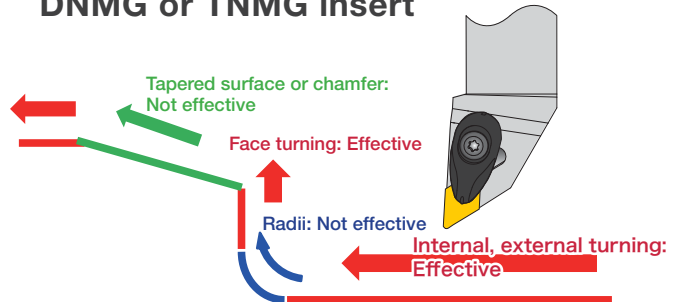 DNMG or TNMG insert
Tapered surface or chamfer:
Not effective
Face turning: Effective
Radii: Not effective
Internal, external turning:
Effective